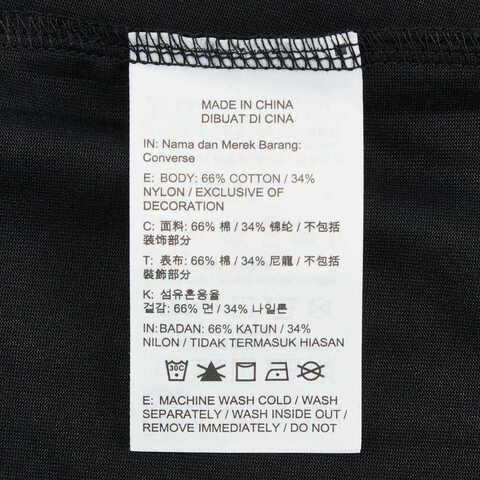 MADE IN CHINA
DIBUAT DI CINA
IN: Nama dan Merek Barang:
Converse
E: BODY: 66% COTTON / 34%
NYLON / EXCLUSIVE OF
DECORATION
C: 面料: 66% 棉 / 34% 锦纶 / 不包括
装饰部分
T: 表布: 66% 棉 / 34% 尼龍 / 不包括
裝飾部分
K: 섬유혼용율
겉감: 66% 면 / 34% 나일론
IN: BADAN: 66% KATUN / 34%
NILON / TIDAK TERMASUK HIASAN
30C
E: MACHINE WASH COLD / WASH
SEPARATELY / WASH INSIDE OUT /
REMOVE IMMEDIATELY / DO NOT